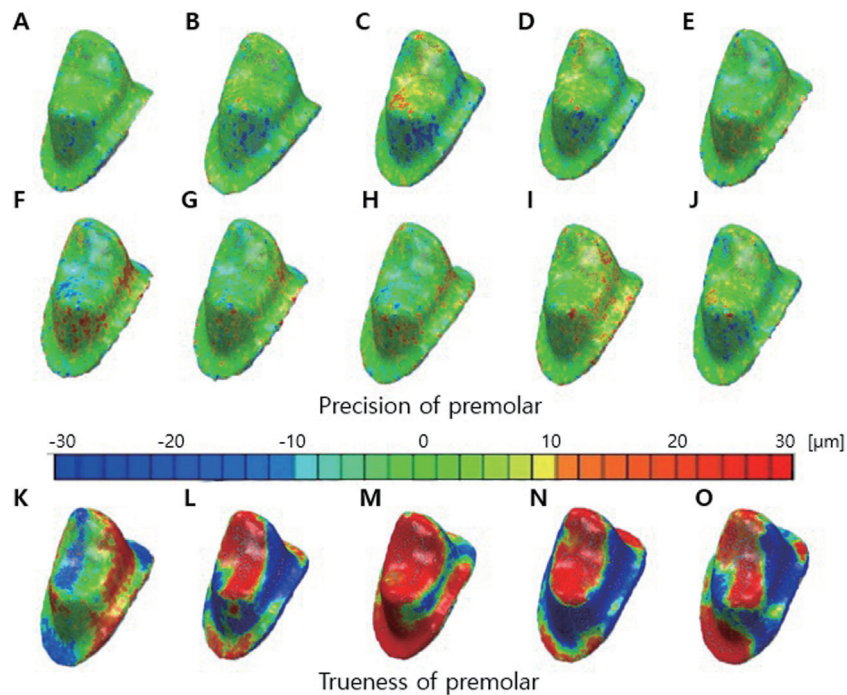 A B C D E
F G H I J
Precision of premolar
-30 -20 -10 0 10 20 30 [µm]
K L M N O
Trueness of premolar